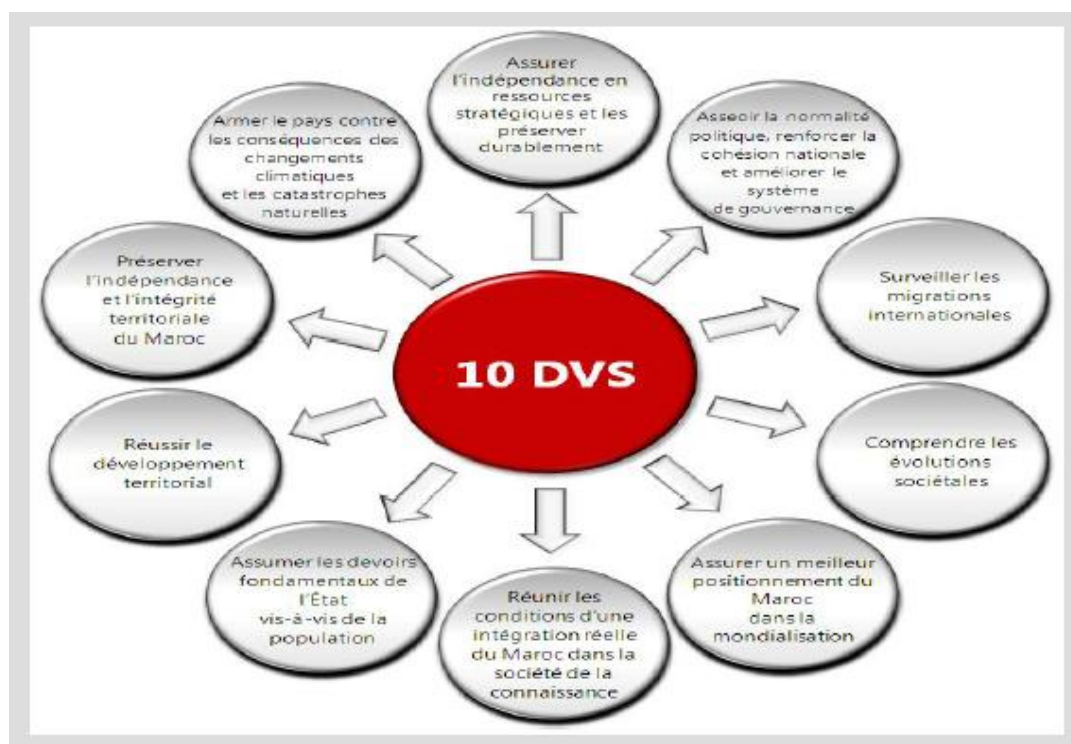 Assurer
l'indépendance en
ressources
stratégiques et les
préserver
durablement
Asseoir la normalité
politique, renforcer la
cohésion nationale
et améliorer le
système
de gouvernance
Surveiller les
migrations
internationales
Comprendre les
évolutions
sociétales
Assurer un meilleur
positionnement du
Maroc
dans la
mondialisation
Réunir les
conditions d'une
intégration réelle
du Maroc dans la
société de la
connaissance
Assumer les devoirs
fondamentaux de
l'État
vis-à-vis de la
population
Réussir le
développement
territorial
Préserver
l'indépendance
et l'intégrité
territoriale
du Maroc
Armer le pays contre
les conséquences des
changements
climatiques
et les catastrophes
naturelles
10 DVS